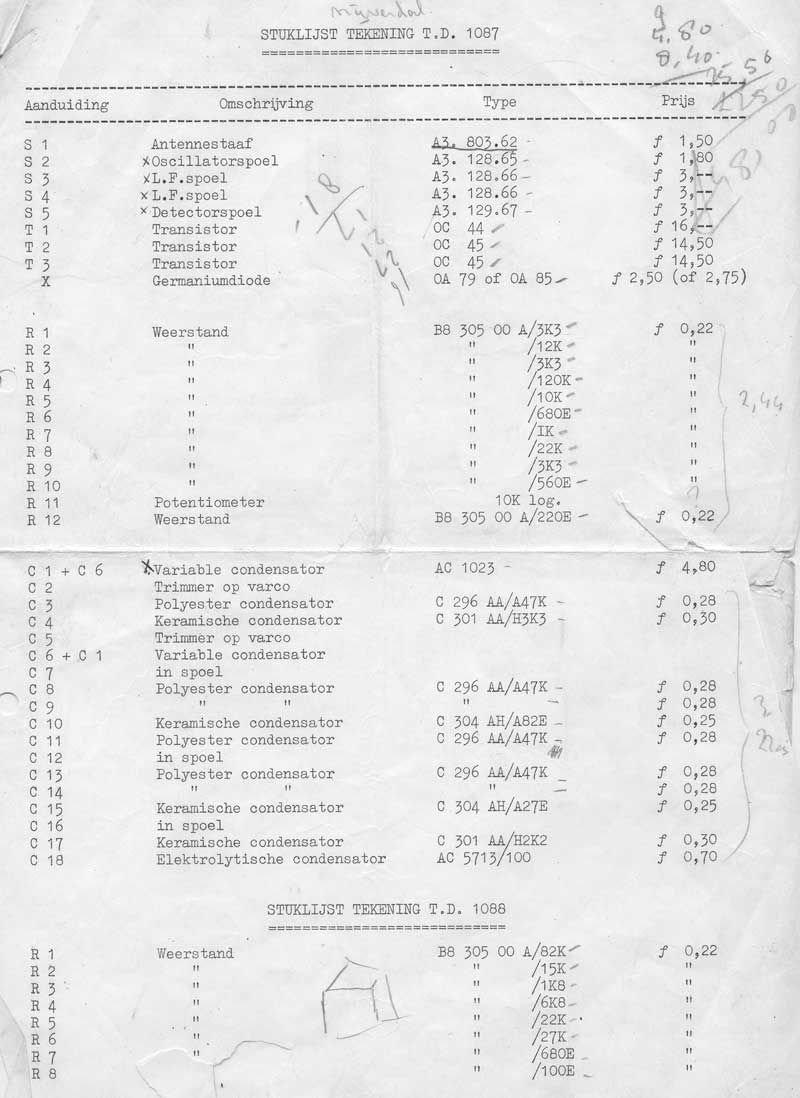 4.80
STUKLIJST TEKENING T.D. 1087
8,40
Aanduiding Omschrijving Type Prijs
S 1 Antennestaaf A3. 803.62 - f 1,50
S 2 xOscillatorspoel A3. 128.65 - f 1,80
S 3 xL.F.spoel A3. 128.66 - f 3,--
S 4 xL.F.spoel A3. 128.66 - f 3,--
S 5 xDetectorspoel A3. 129.67 - f 3,--
T 1 Transistor OC 44 f 16,--
T 2 Transistor OC 45 f 14,50
T 3 Transistor OC 45 f 14,50
X Germaniumdiode OA 79 of OA 85 f 2,50 (of 2,75)
R 1 Weerstand B8 305 00 A/3K3 f 0,22
R 2 " " /12K "
R 3 " " /3K3 "
R 4 " " /120K "
R 5 " " /10K " 2,44
R 6 " " /680E "
R 7 " " /IK "
R 8 " " /22K "
R 9 " " /3K3 "
R 10 " " /560E "
R 11 Potentiometer 10K log.
R 12 Weerstand B8 305 00 A/220E f 0,22
C 1 + C 6 xVariable condensator AC 1023 - f 4,80
C 2 Trimmer op varco
C 3 Polyester condensator C 296 AA/A47K - f 0,28
C 4 Keramische condensator C 301 AA/H3K3 - f 0,30
C 5 Trimmer op varco
C 6 + C 1 Variable condensator
C 7 in spoel
C 8 Polyester condensator C 296 AA/A47K - f 0,28
C 9 " " " - f 0,28
C 10 Keramische condensator C 304 AH/A82E - f 0,25
C 11 Polyester condensator C 296 AA/A47K - f 0,28
C 12 in spoel
C 13 Polyester condensator C 296 AA/A47K - f 0,28
C 14 " " " - f 0,28
C 15 Keramische condensator C 304 AH/A27E f 0,25
C 16 in spoel
C 17 Keramische condensator C 301 AA/H2K2 f 0,30
C 18 Elektrolytische condensator AC 5713/100 f 0,70
STUKLIJST TEKENING T.D. 1088
R 1 Weerstand B8 305 00 A/82K f 0,22
R 2 " " /15K "
R 3 " " /1K8 "
R 4 " " /6K8 "
R 5 " " /22K "
R 6 " " /27K "
R 7 " " /680E "
R 8 " /100E "